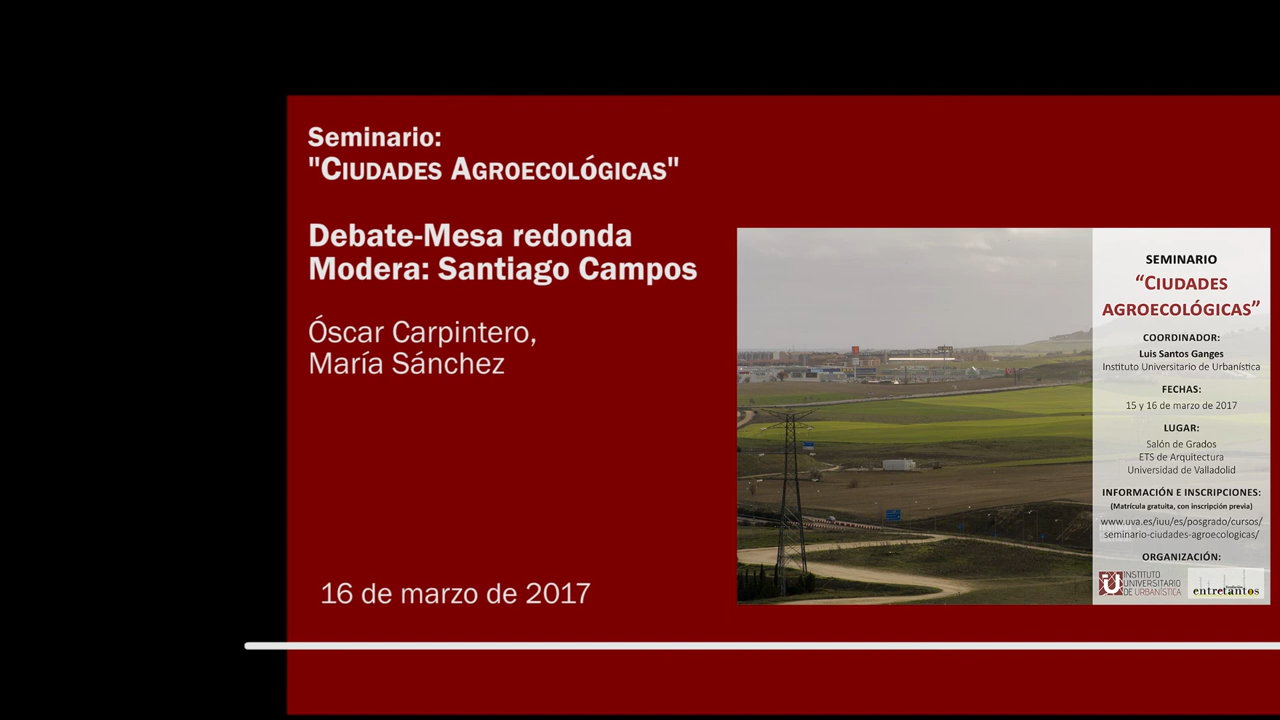 Seminario:
"CIUDADES AGROECOLÓGICAS"
Debate-Mesa redonda
Modera: Santiago Campos
Óscar Carpintero,
María Sánchez
16 de marzo de 2017
SEMINARIO
“CIUDADES
AGROECOLÓGICAS”
COORDINADOR:
Luis Santos Ganges
Instituto Universitario de Urbanística
FECHAS:
15 y 16 de marzo de 2017
LUGAR:
Salón de Grados
ETS de Arquitectura
Universidad de Valladolid
INFORMACIÓN E INSCRIPCIONES:
(Matrícula gratuita, con inscripción previa)
www.uva.es/iuu/es/posgrado/cursos/
seminario-ciudades-agroecologicas/
ORGANIZACIÓN:
INSTITUTO
UNIVERSITARIO
DE URBANÍSTICA
fundación
entretantos